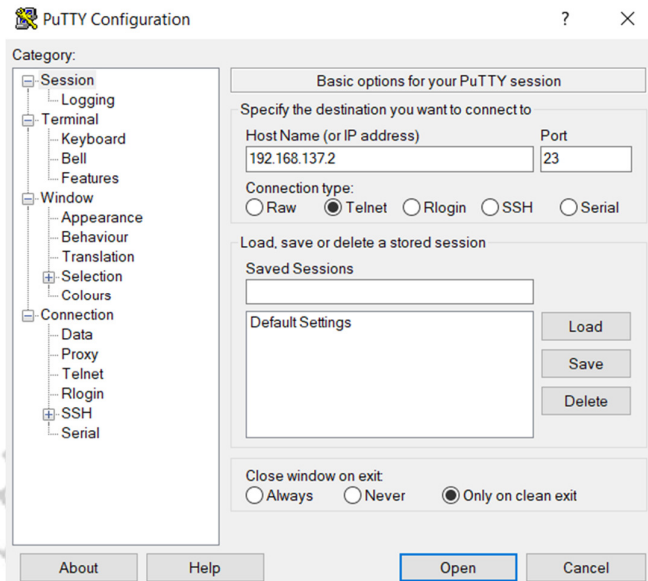 PuTTY Configuration
?
Category:
Session
Logging
Terminal
Keyboard
Bell
Features
Window
Appearance
Behaviour
Translation
Selection
Colours
Connection
Data
Proxy
Telnet
Rlogin
SSH
Serial
Basic options for your PuTTY session
Specify the destination you want to connect to
Host Name (or IP address) Port
192.168.137.2 23
Connection type:
Raw Telnet Rlogin SSH Serial
Load, save or delete a stored session
Saved Sessions
Default Settings
Load
Save
Delete
Close window on exit:
Always Never Only on clean exit
About Help Open Cancel